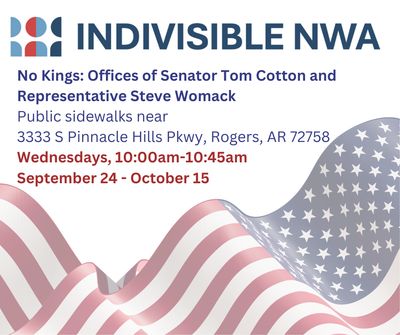 INDIVISIBLE NWA
No Kings: Offices of Senator Tom Cotton and
Representative Steve Womack
Public sidewalks near
3333 S Pinnacle Hills Pkwy, Rogers, AR 72758
Wednesdays, 10:00am-10:45am
September 24 - October 15